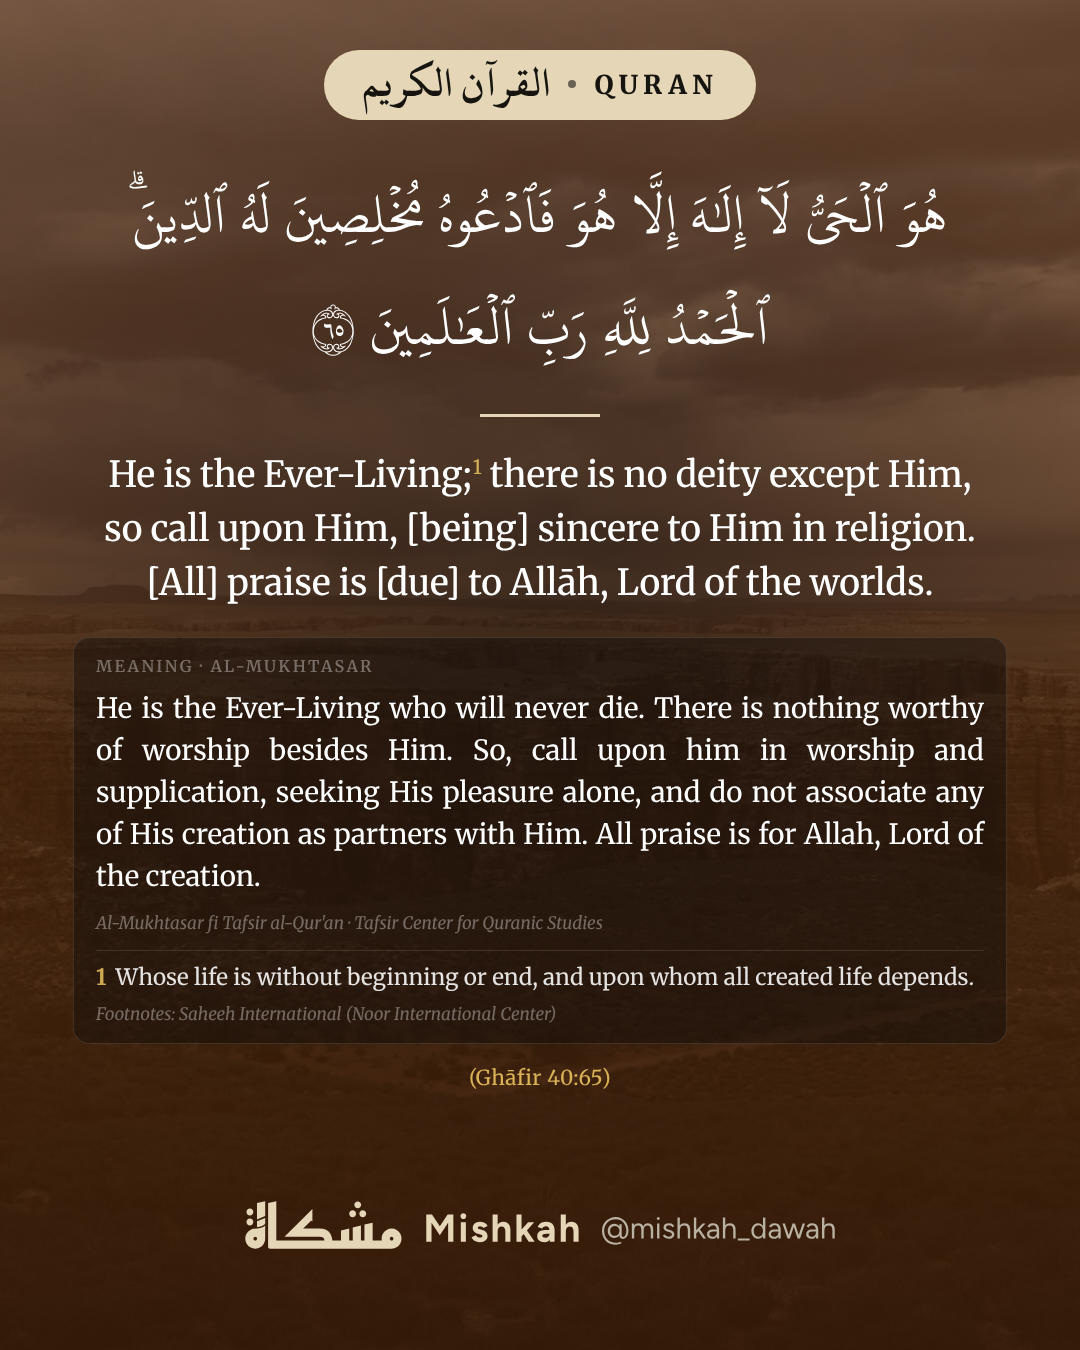 القرآن الكريم • QURAN
هُوَ ٱلْحَىُّ لَآ إِلَـٰهَ إِلَّا هُوَ فَٱدْعُوهُ مُخْلِصِينَ لَهُ ٱلدِّينَ ۗ
ٱلْحَمْدُ لِلَّهِ رَبِّ ٱلْعَـٰلَمِينَ ٦٥
He is the Ever-Living;1 there is no deity except Him,
so call upon Him, [being] sincere to Him in religion.
[All] praise is [due] to Allāh, Lord of the worlds.
MEANING · AL-MUKHTASAR
He is the Ever-Living who will never die. There is nothing worthy
of worship besides Him. So, call upon him in worship and
supplication, seeking His pleasure alone, and do not associate any
of His creation as partners with Him. All praise is for Allah, Lord of
the creation.
Al-Mukhtasar fi Tafsir al-Qur'an · Tafsir Center for Quranic Studies
1 Whose life is without beginning or end, and upon whom all created life depends.
Footnotes: Saheeh International (Noor International Center)
(Ghāfir 40:65)
مشكاة Mishkah @mishkah_dawah